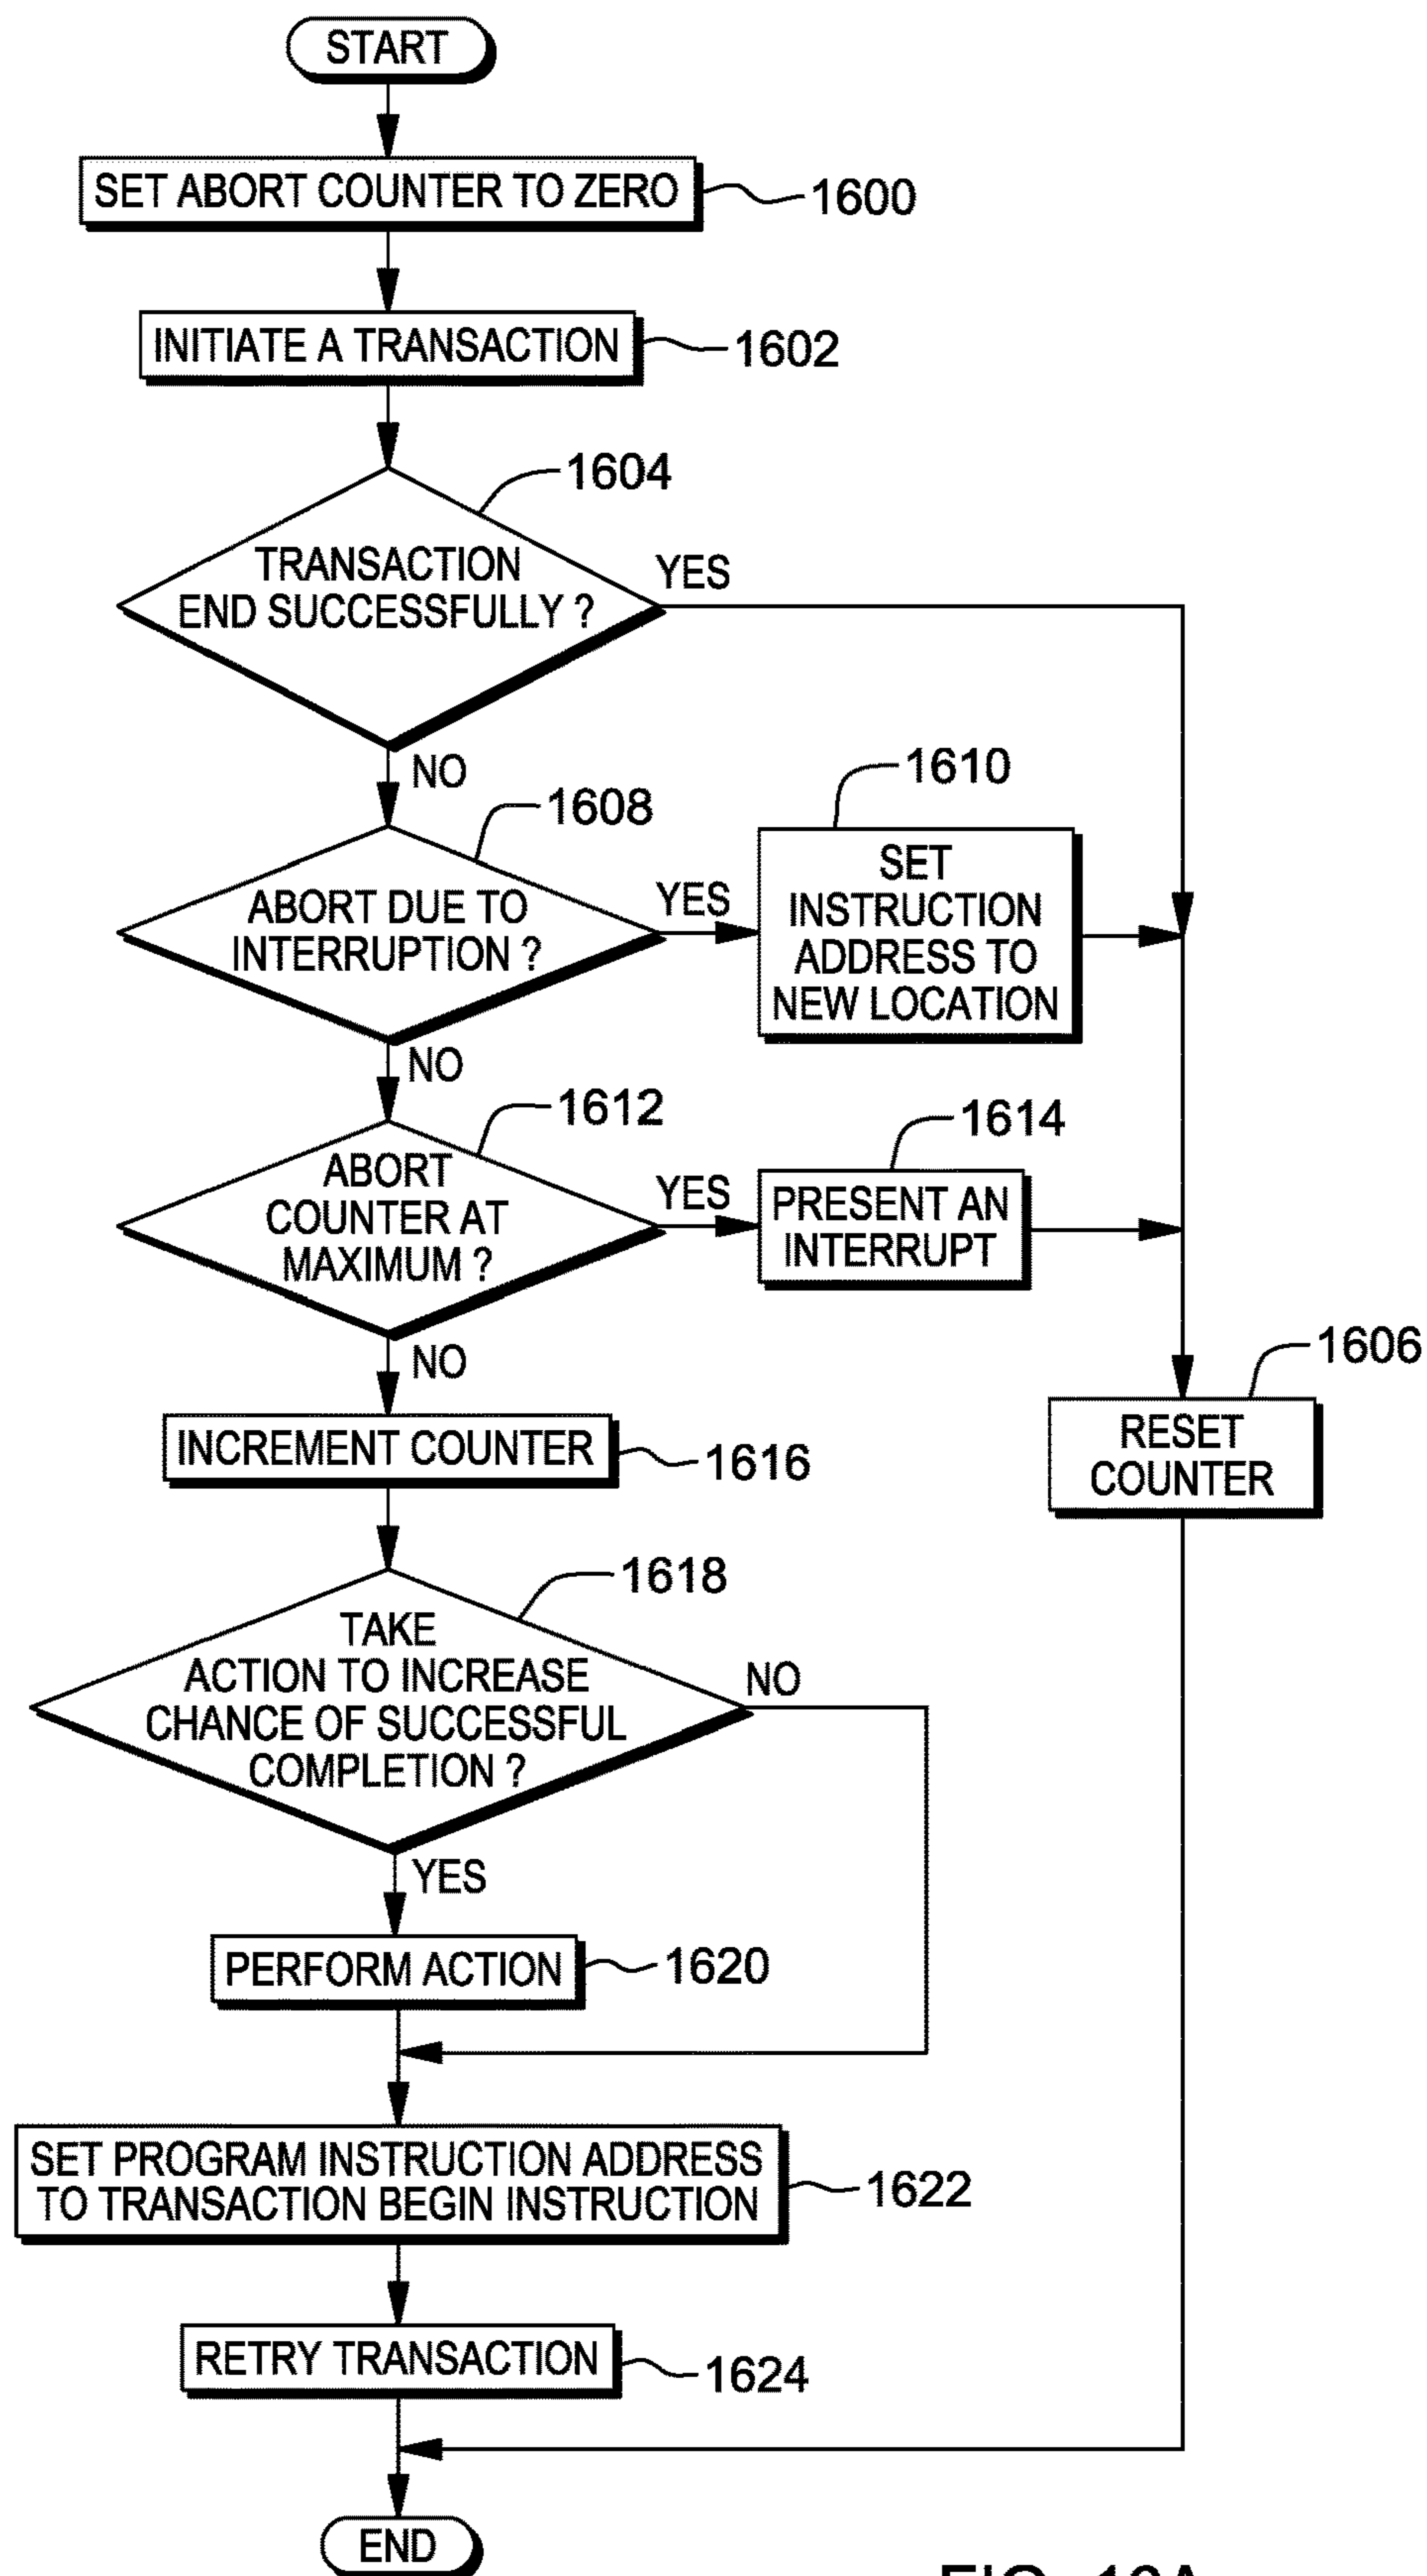 START
SET ABORT COUNTER TO ZERO
1600
INITIATE A TRANSACTION
1602
1604
TRANSACTION
END SUCCESSFULLY ?
YES
NO
1608
ABORT DUE TO
INTERRUPTION ?
YES
1610
SET
INSTRUCTION
ADDRESS TO
NEW LOCATION
NO
1612
ABORT
COUNTER AT
MAXIMUM ?
YES
1614
PRESENT AN
INTERRUPT
NO
1606
RESET
COUNTER
INCREMENT COUNTER
1616
1618
TAKE
ACTION TO INCREASE
CHANCE OF SUCCESSFUL
COMPLETION ?
NO
YES
PERFORM ACTION
1620
SET PROGRAM INSTRUCTION ADDRESS
TO TRANSACTION BEGIN INSTRUCTION
1622
RETRY TRANSACTION
1624
END